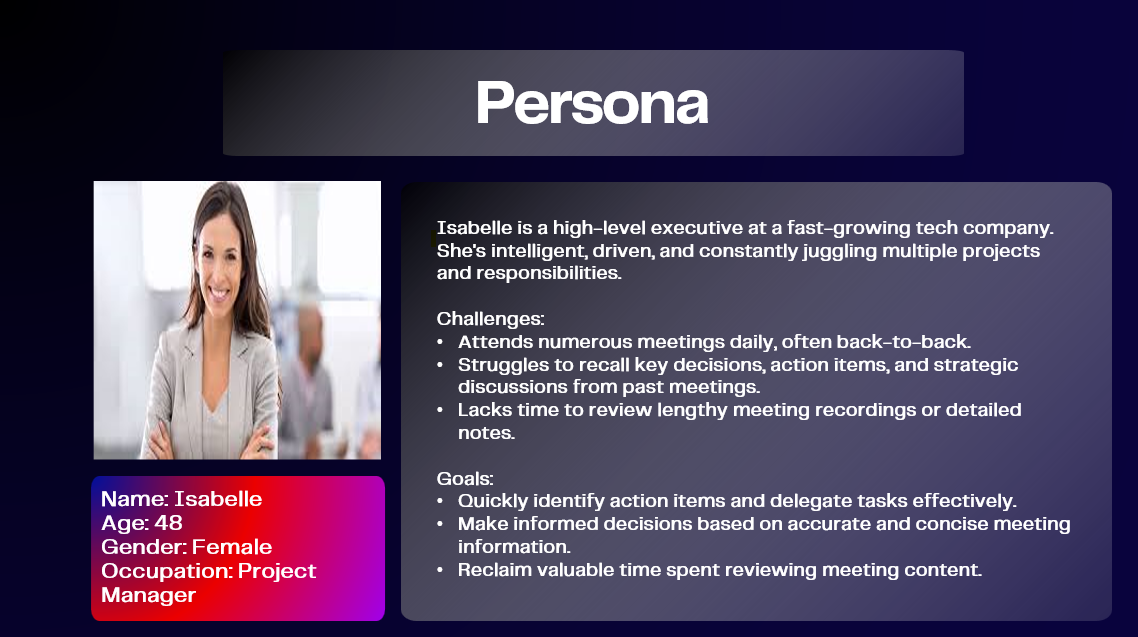 Persona
Isabelle is a high-level executive at a fast-growing tech company.
She's intelligent, driven, and constantly juggling multiple projects
and responsibilities.
Challenges:
• Attends numerous meetings daily, often back-to-back.
• Struggles to recall key decisions, action items, and strategic
discussions from past meetings.
• Lacks time to review lengthy meeting recordings or detailed
notes.
Goals:
• Quickly identify action items and delegate tasks effectively.
• Make informed decisions based on accurate and concise meeting
information.
• Reclaim valuable time spent reviewing meeting content.
Name: Isabelle
Age: 48
Gender: Female
Occupation: Project
Manager